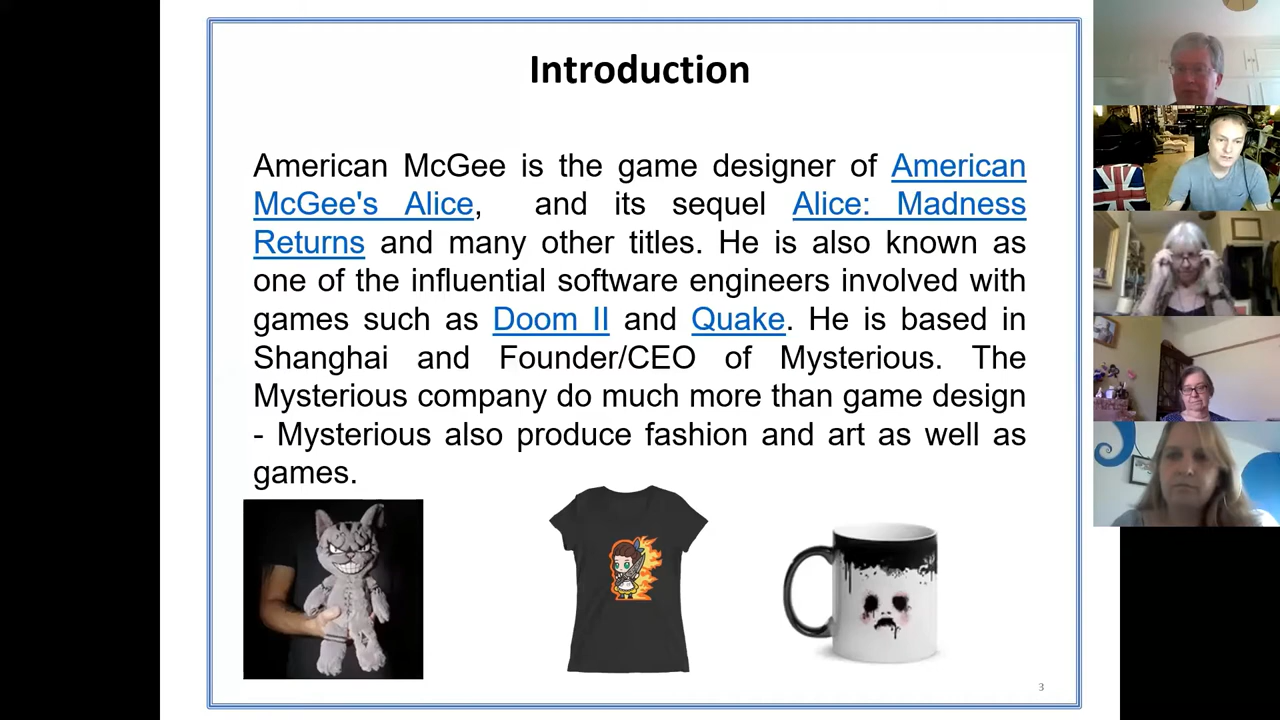 Introduction
American McGee is the game designer of American
McGee's Alice, and its sequel Alice: Madness
Returns and many other titles. He is also known as
one of the influential software engineers involved with
games such as Doom II and Quake. He is based in
Shanghai and Founder/CEO of Mysterious. The
Mysterious company do much more than game design
- Mysterious also produce fashion and art as well as
games.
3